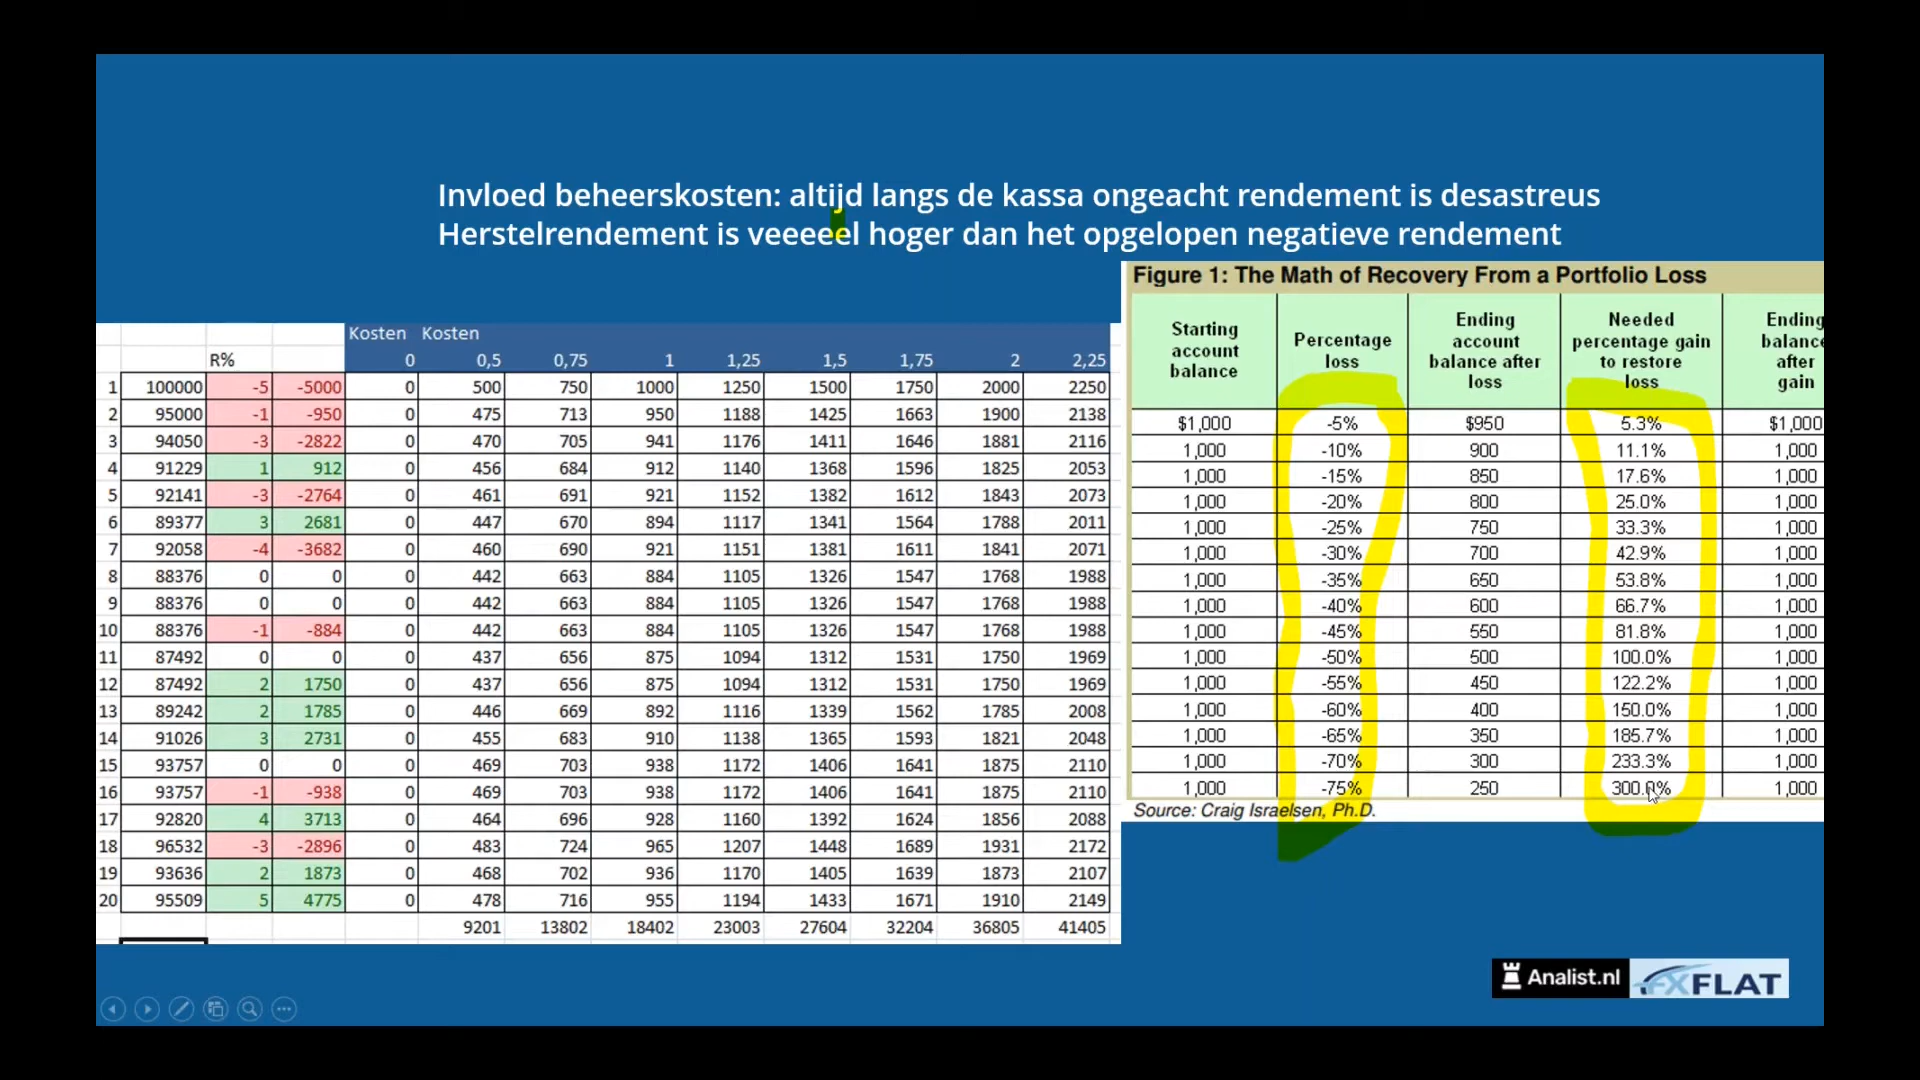 Invloed beheerskosten: altijd langs de kassa ongeacht rendement is desastreus
Herstelrendement is veeeeel hoger dan het opgelopen negatieve rendement
Kosten Kosten
R% 0 0,5 0,75 1 1,25 1,5 1,75 2 2,25
1 100000 -5 -5000 0 500 750 1000 1250 1500 1750 2000 2250
2 95000 -1 -950 0 475 713 950 1188 1425 1663 1900 2138
3 94050 -3 -2822 0 470 705 941 1176 1411 1646 1881 2116
4 91229 1 912 0 456 684 912 1140 1368 1596 1825 2053
5 92141 -3 -2764 0 461 691 921 1152 1382 1612 1843 2073
6 89377 3 2681 0 447 670 894 1117 1341 1564 1788 2011
7 92058 -4 -3682 0 460 690 921 1151 1381 1611 1841 2071
8 88376 0 0 0 442 663 884 1105 1326 1547 1768 1988
9 88376 0 0 0 442 663 884 1105 1326 1547 1768 1988
10 88376 -1 -884 0 442 663 884 1105 1326 1547 1768 1988
11 87492 0 0 0 437 656 875 1094 1312 1531 1750 1969
12 87492 2 1750 0 437 656 875 1094 1312 1531 1750 1969
13 89242 2 1785 0 446 669 892 1116 1339 1562 1785 2008
14 91026 3 2731 0 455 683 910 1138 1365 1593 1821 2048
15 93757 0 0 0 469 703 938 1172 1406 1641 1875 2110
16 93757 -1 -938 0 469 703 938 1172 1406 1641 1875 2110
17 92820 4 3713 0 464 696 928 1160 1392 1624 1856 2088
18 96532 -3 -2896 0 483 724 965 1207 1448 1689 1931 2172
19 93636 2 1873 0 468 702 936 1170 1405 1639 1873 2107
20 95509 5 4775 0 478 716 955 1194 1433 1671 1910 2149
9201 13802 18402 23003 27604 32204 36805 41405
Figure 1: The Math of Recovery From a Portfolio Loss
Starting
account
balance
Percentage
loss
Ending
account
balance after
loss
Needed
percentage gain
to restore
loss
Ending
balance
after
gain
$1,000 -5% $950 5.3% $1,000
1,000 -10% 900 11.1% 1,000
1,000 -15% 850 17.6% 1,000
1,000 -20% 800 25.0% 1,000
1,000 -25% 750 33.3% 1,000
1,000 -30% 700 42.9% 1,000
1,000 -35% 650 53.8% 1,000
1,000 -40% 600 66.7% 1,000
1,000 -45% 550 81.8% 1,000
1,000 -50% 500 100.0% 1,000
1,000 -55% 450 122.2% 1,000
1,000 -60% 400 150.0% 1,000
1,000 -65% 350 185.7% 1,000
1,000 -70% 300 233.3% 1,000
1,000 -75% 250 300.0% 1,000
Source: Craig Israelsen, Ph.D.
Analist.nl FXFLAT